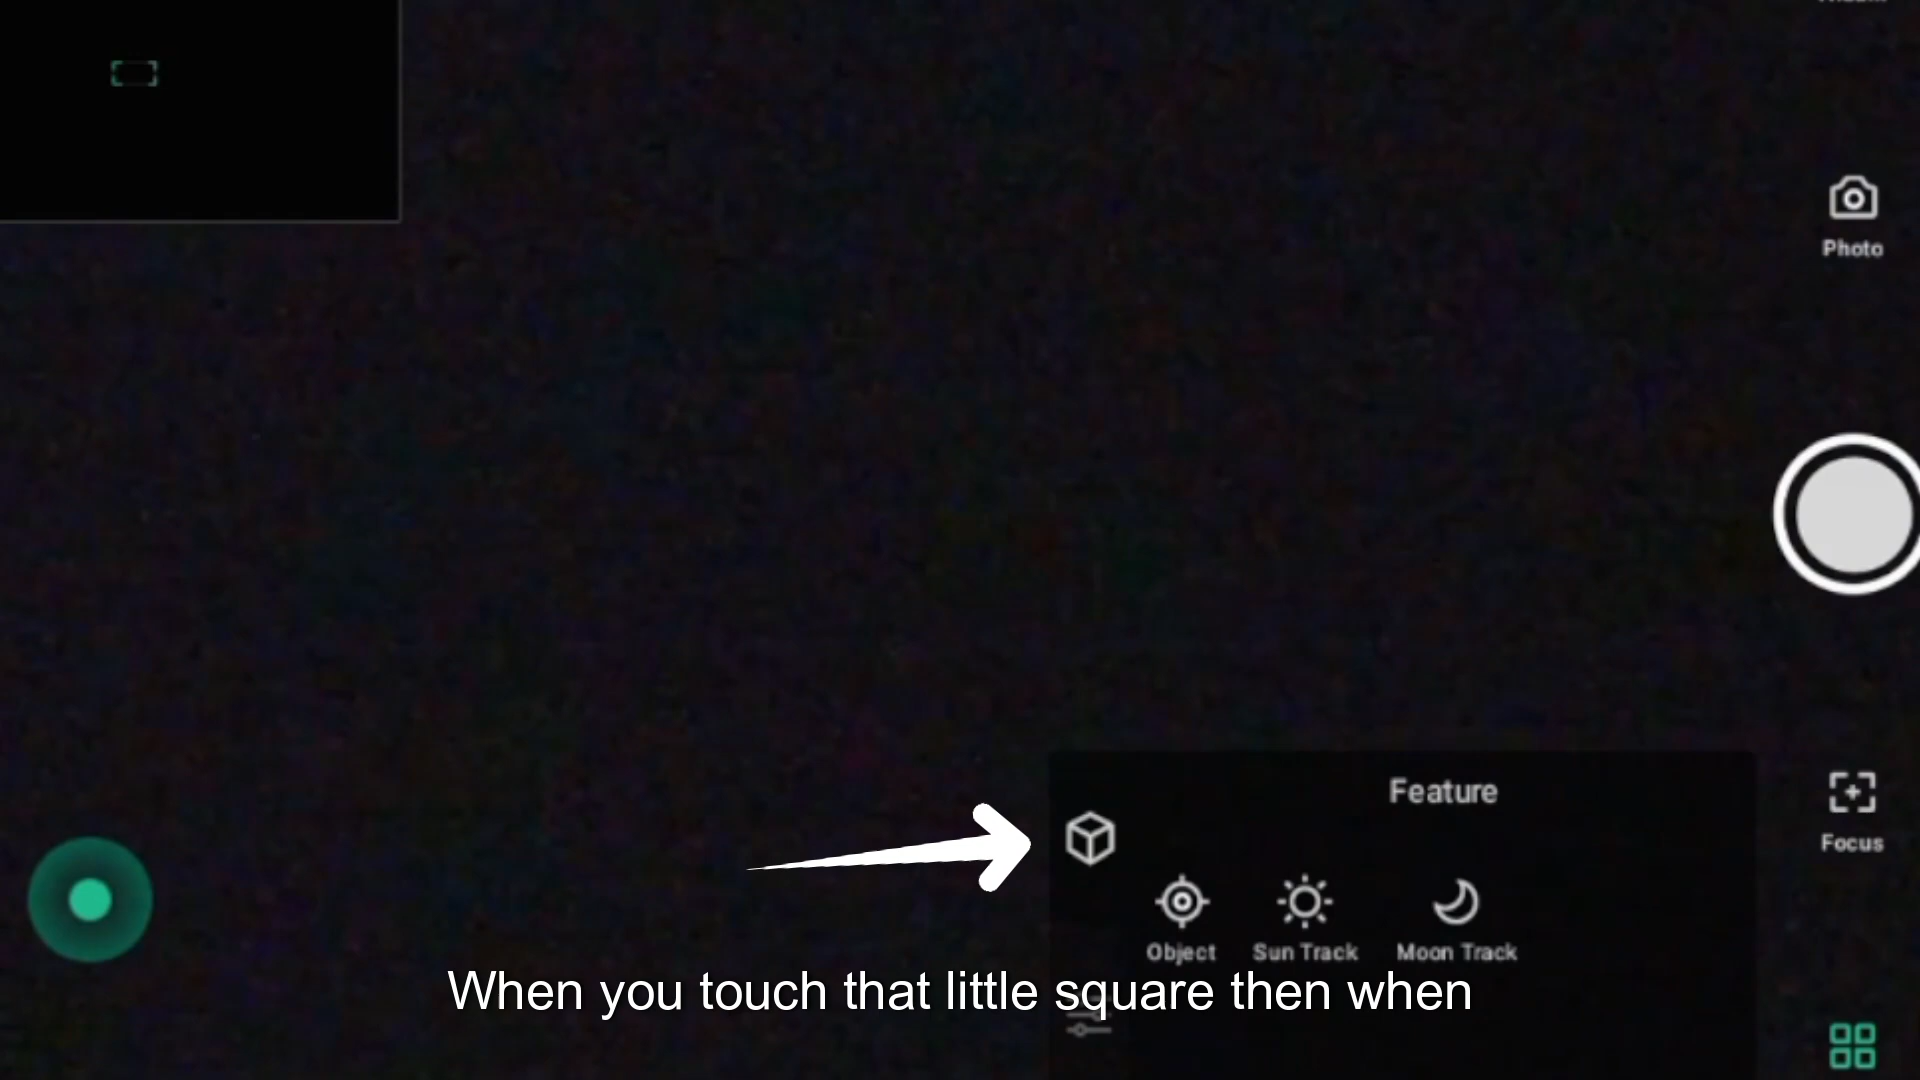 Photo
Feature
Focus
Object Sun Track Moon Track
When you touch that little square then when